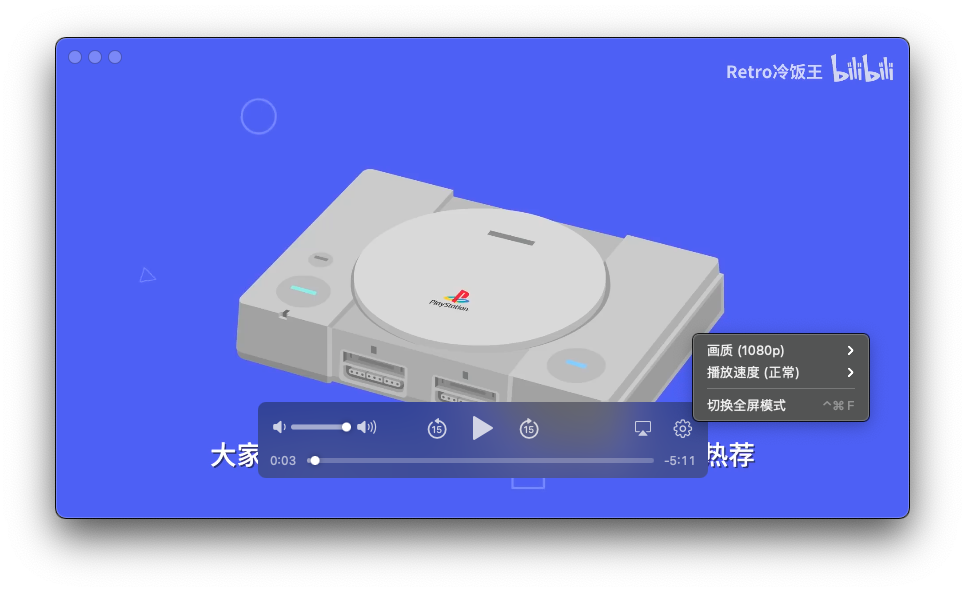 Retro冷饭王 bilibili
PlayStation
画质 (1080p)
播放速度 (正常)
切换全屏模式 ^⌘F
15
15
大家
热荐
0:03
-5:11